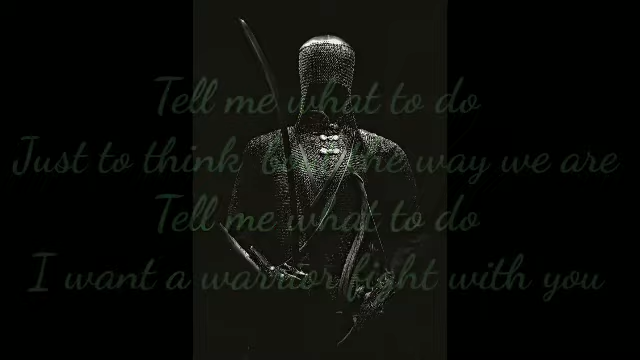 Tell me what to do
Just to think the way we are
Tell me what to do
I want a warrior fight with you